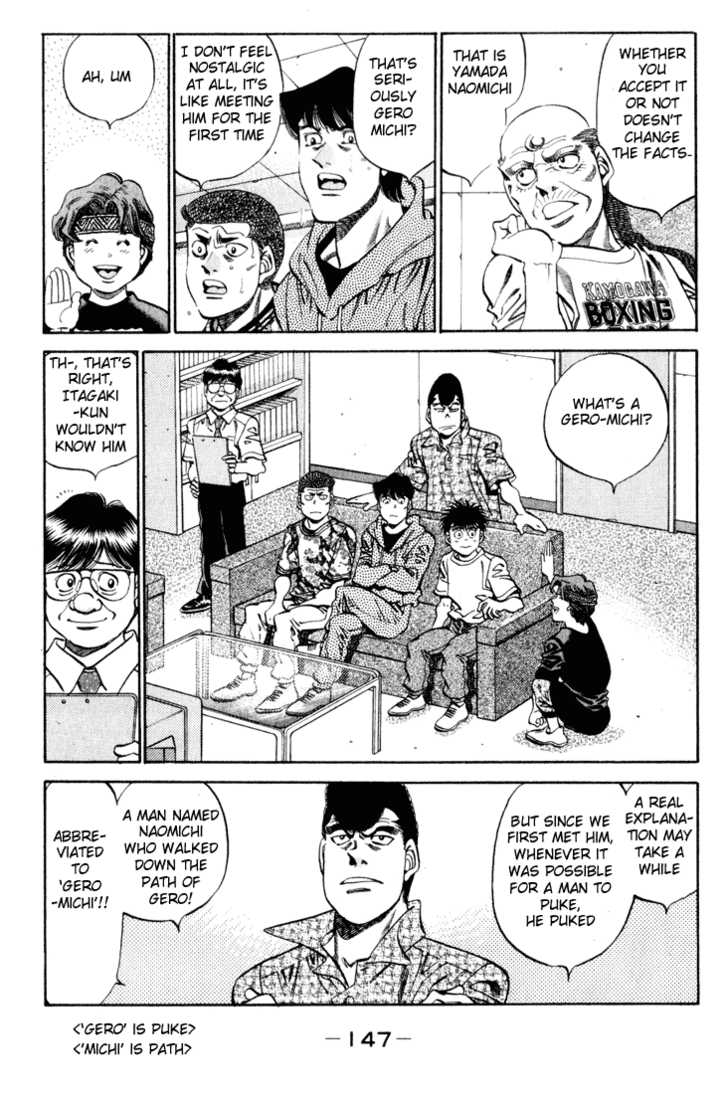 WHETHER
YOU
ACCEPT IT
OR NOT
DOESN'T
CHANGE
THE FACTS-
THAT IS
YAMADA
NAOMICHI
BOXING
THAT'S
SERI-
OUSLY
GERO
MICHI?
I DON'T FEEL
NOSTALGIC
AT ALL, IT'S
LIKE MEETING
HIM FOR THE
FIRST TIME
AH, UM
WHAT'S A
GERO-MICHI?
TH-, THAT'S
RIGHT,
ITAGAKI
-KUN
WOULDN'T
KNOW HIM
A REAL
EXPLANA-
TION MAY
TAKE A
WHILE
BUT SINCE WE
FIRST MET HIM,
WHENEVER IT
WAS POSSIBLE
FOR A MAN TO
PUKE,
HE PUKED
A MAN NAMED
NAOMICHI
WHO WALKED
DOWN THE
PATH OF
GERO!
ABBRE-
VIATED
TO
'GERO
-MICHI'!!
<'GERO' IS PUKE>
<'MICHI' IS PATH>
-147-